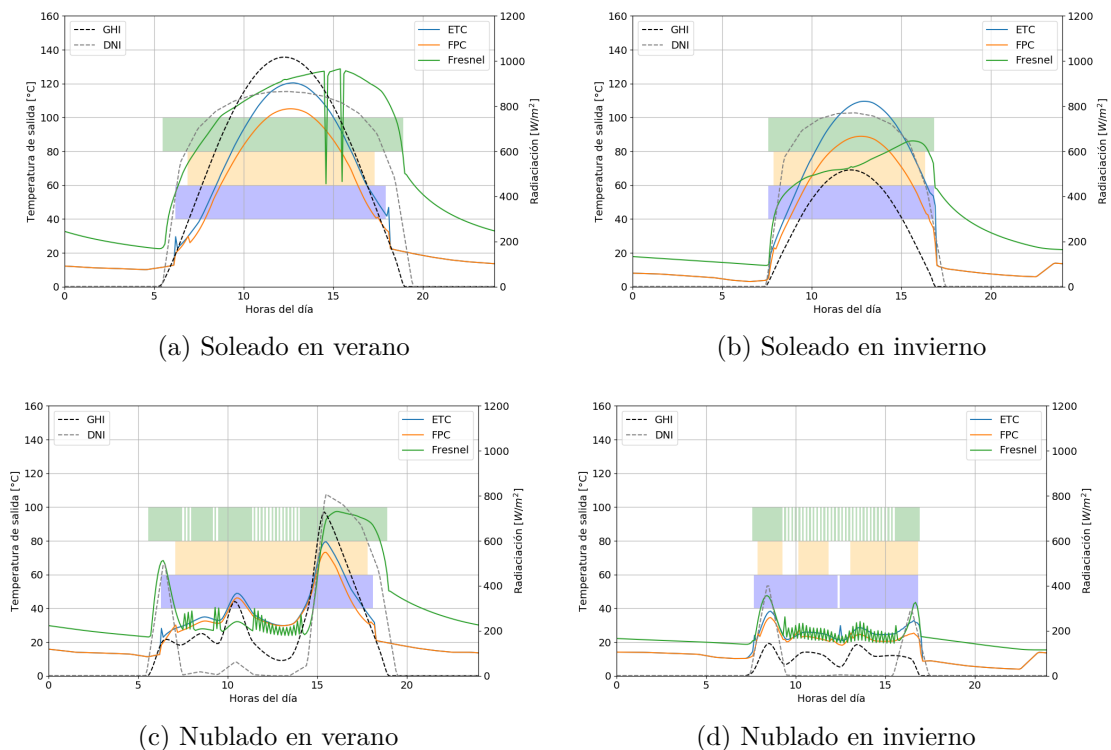 160
140
120
100
80
60
40
20
0
Temperatura de salida [°C]
GHI
DNI
ETC
FPC
Fresnel
1200
1000
800
600
400
200
0
Radiaciación [W/m²]
0 5 10 15 20
Horas del día
(a) Soleado en verano
160
140
120
100
80
60
40
20
0
Temperatura de salida [°C]
GHI
DNI
ETC
FPC
Fresnel
1200
1000
800
600
400
200
0
Radiaciación [W/m²]
0 5 10 15 20
Horas del día
(b) Soleado en invierno
160
140
120
100
80
60
40
20
0
Temperatura de salida [°C]
GHI
DNI
ETC
FPC
Fresnel
1200
1000
800
600
400
200
0
Radiaciación [W/m²]
0 5 10 15 20
Horas del día
(c) Nublado en verano
160
140
120
100
80
60
40
20
0
Temperatura de salida [°C]
GHI
DNI
ETC
FPC
Fresnel
1200
1000
800
600
400
200
0
Radiaciación [W/m²]
0 5 10 15 20
Horas del día
(d) Nublado en invierno